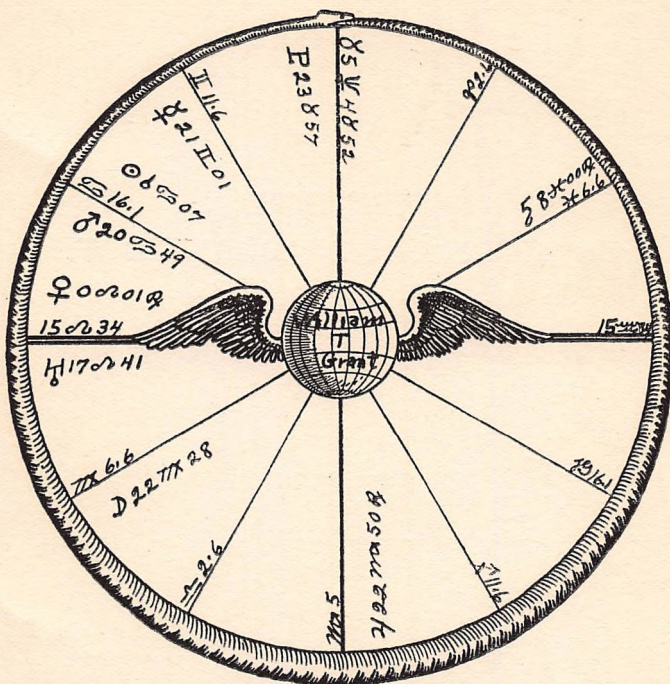 ♉5
♆ 4 ♉ 52
♇ 23 ♉ 57
♊ 11.6
☿ 21 ♊ 01
☉ 6 ♋ 07
♋ 16.1
♂ 20 ♋ 49
♀ 0 ♌ 01 ℞
15 ♌ 34
♅ 17 ♌ 41
♍ 6.6
☽ 22 ♍ 28
♎ 2.6
♏ 5
♃ 22 ♏ 50 ℞
♐ 11.6
♑ 16.1
15 ♒ 34
♓ 6.6
♄ 8 ♓ 00 ℞
♈ 2.6
William
T
Grant